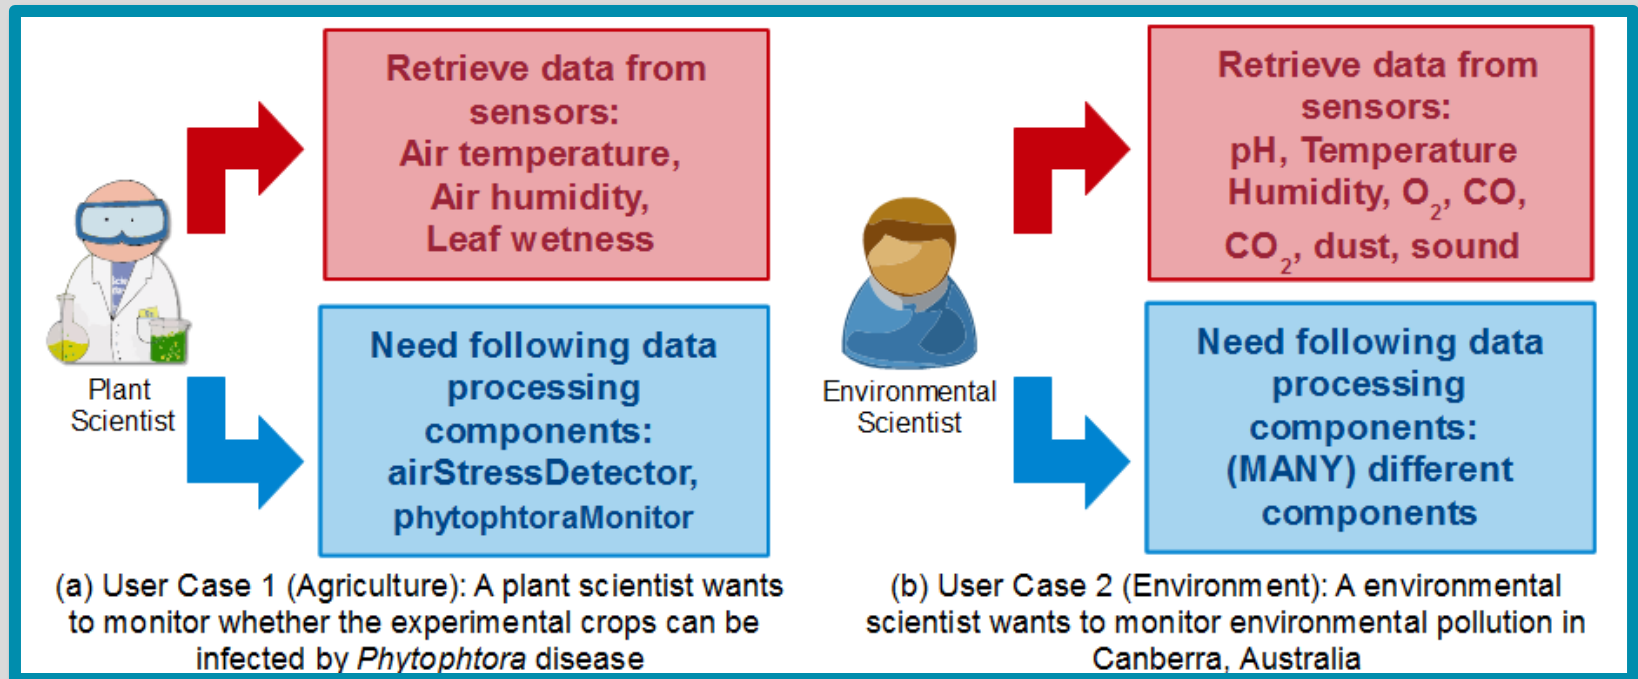 Retrieve data from
sensors:
Air temperature,
Air humidity,
Leaf wetness
Plant
Scientist
Need following data
processing
components:
airStressDetector,
phytophtoraMonitor
(a) User Case 1 (Agriculture): A plant scientist wants
to monitor whether the experimental crops can be
infected by Phytophtora disease
Retrieve data from
sensors:
pH, Temperature
Humidity, O₂, CO,
CO₂, dust, sound
Environmental
Scientist
Need following data
processing
components:
(MANY) different
components
(b) User Case 2 (Environment): A environmental
scientist wants to monitor environmental pollution in
Canberra, Australia